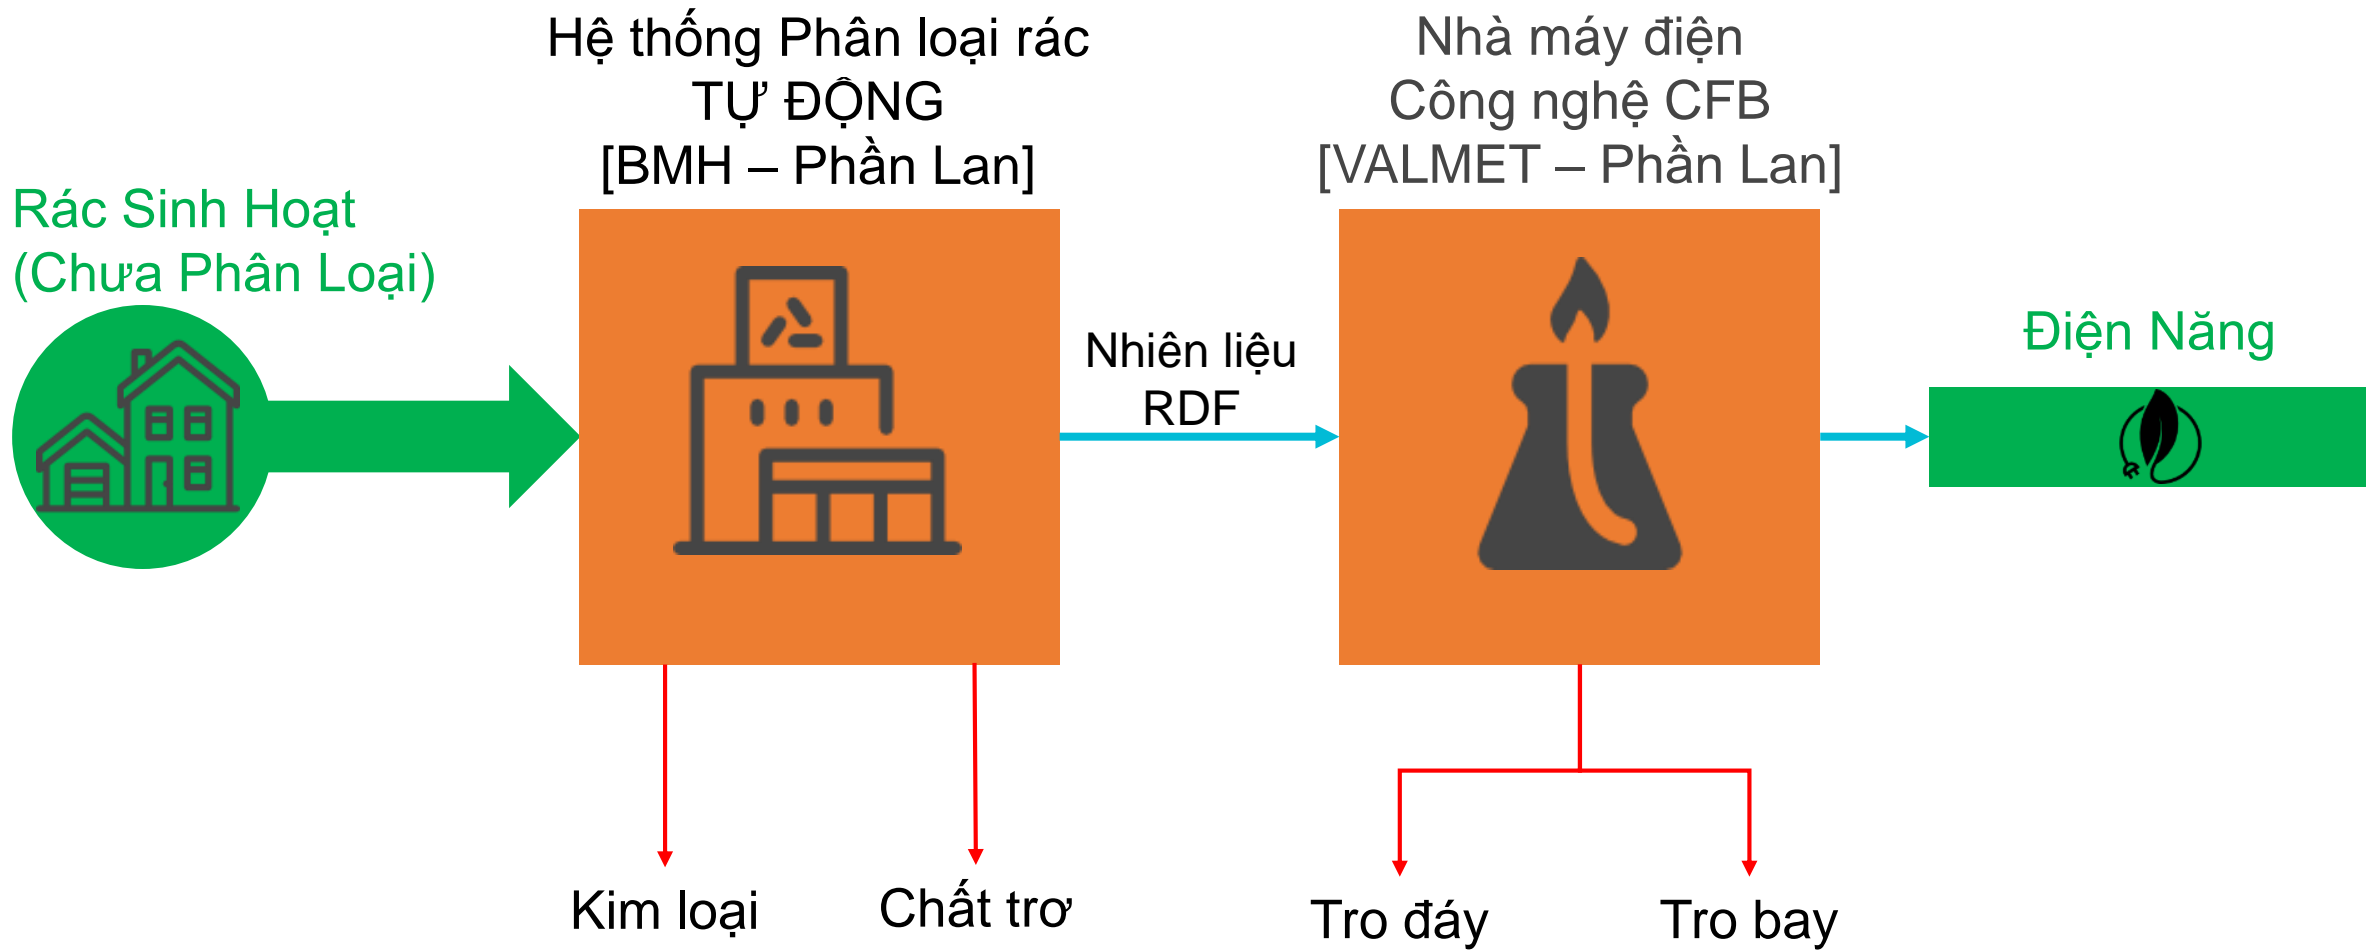 Hệ thống Phân loại rác
TỰ ĐỘNG
[BMH – Phần Lan]
Nhà máy điện
Công nghệ CFB
[VALMET – Phần Lan]
Rác Sinh Hoạt
(Chưa Phân Loại)
Nhiên liệu
RDF
Điện Năng
Kim loại
Chất trơ
Tro đáy
Tro bay